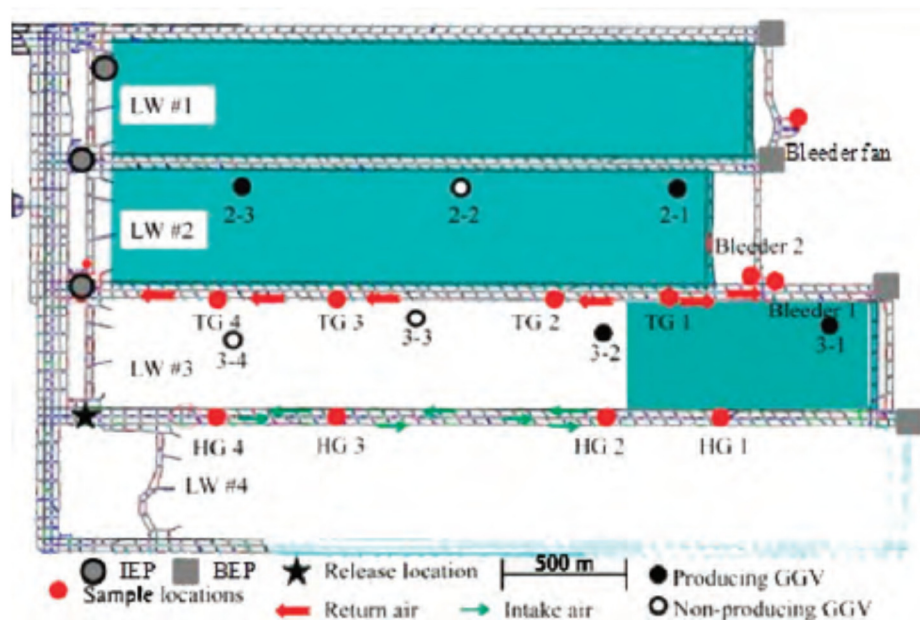 LW #1
Bleederfan
2-3
2-2
2-1
LW #2
Bleeder 2
TG 4
TG 3
TG 2
TG 1
Bleeder 1
3-4
3-3
3-2
3-1
LW #3
HG 4
HG 3
HG 2
HG 1
LW #4
IEP
BEP
Release location
500 m
Producing GGV
Sample locations
Return air
Intake air
Non-producing GGV